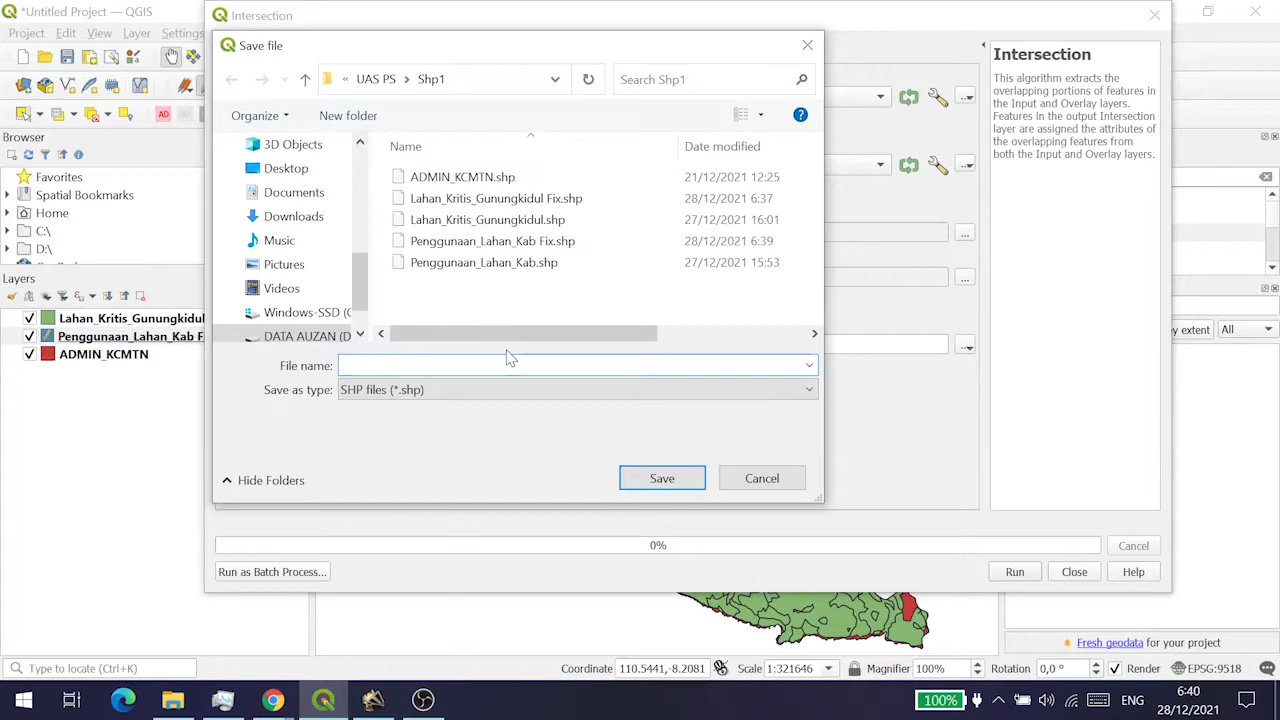 *Untitled Project — QGIS
Intersection
Project Edit View Layer Settings
Save file
« UAS PS › Shp1
Search Shp1
Organize
New folder
3D Objects
Desktop
Documents
Downloads
Music
Pictures
Videos
Windows-SSD (C
DATA AUZAN (D
Name
Date modified
ADMIN_KCMTN.shp 21/12/2021 12:25
Lahan_Kritis_Gunungkidul Fix.shp 28/12/2021 6:37
Lahan_Kritis_Gunungkidul.shp 27/12/2021 16:01
Penggunaan_Lahan_Kab Fix.shp 28/12/2021 6:39
Penggunaan_Lahan_Kab.shp 27/12/2021 15:53
File name:
Save as type: SHP files (*.shp)
Hide Folders
Save
Cancel
Intersection
This algorithm extracts the
overlapping portions of features in
the Input and Overlay layers.
Features in the output Intersection
layer are assigned the attributes of
the overlapping features from
both the Input and Overlay layers.
AD
Browser
Favorites
Spatial Bookmarks
Home
C:\
D:\
Layers
Lahan_Kritis_Gunungkidul
Penggunaan_Lahan_Kab F
ADMIN_KCMTN
y by extent All
0%
Cancel
Run as Batch Process...
Run
Close
Help
Fresh geodata for your project
Type to locate (Ctrl+K)
Coordinate 110.5441,-8.2081
Scale 1:321646
Magnifier 100%
Rotation 0,0 °
Render
EPSG:9518
100%
ENG
6:40
28/12/2021